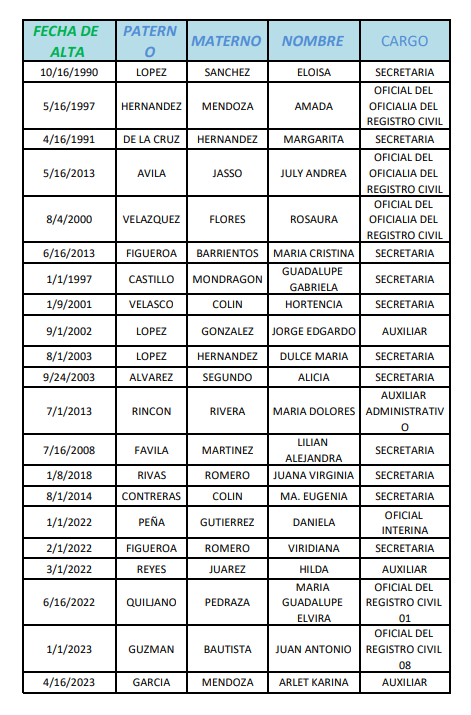 FECHA DE ALTA PATERNO MATERNO NOMBRE CARGO
10/16/1990 LOPEZ SANCHEZ ELOISA SECRETARIA
5/16/1997 HERNANDEZ MENDOZA AMADA OFICIAL DEL OFICIALIA DEL REGISTRO CIVIL
4/16/1991 DE LA CRUZ HERNANDEZ MARGARITA SECRETARIA
5/16/2013 AVILA JASSO JULY ANDREA OFICIAL DEL OFICIALIA DEL REGISTRO CIVIL
8/4/2000 VELAZQUEZ FLORES ROSAURA OFICIAL DEL OFICIALIA DEL REGISTRO CIVIL
6/16/2013 FIGUEROA BARRIENTOS MARIA CRISTINA SECRETARIA
1/1/1997 CASTILLO MONDRAGON GUADALUPE GABRIELA SECRETARIA
1/9/2001 VELASCO COLIN HORTENCIA SECRETARIA
9/1/2002 LOPEZ GONZALEZ JORGE EDGARDO AUXILIAR
8/1/2003 LOPEZ HERNANDEZ DULCE MARIA SECRETARIA
9/24/2003 ALVAREZ SEGUNDO ALICIA SECRETARIA
7/1/2013 RINCON RIVERA MARIA DOLORES AUXILIAR ADMINISTRATIVO
7/16/2008 FAVILA MARTINEZ LILIAN ALEJANDRA SECRETARIA
1/8/2018 RIVAS ROMERO JUANA VIRGINIA SECRETARIA
8/1/2014 CONTRERAS COLIN MA. EUGENIA SECRETARIA
1/1/2022 PEÑA GUTIERREZ DANIELA OFICIAL INTERINA
2/1/2022 FIGUEROA ROMERO VIRIDIANA SECRETARIA
3/1/2022 REYES JUAREZ HILDA AUXILIAR
6/16/2022 QUIJANO PEDRAZA MARIA GUADALUPE ELVIRA OFICIAL DEL REGISTRO CIVIL 01
1/1/2023 GUZMAN BAUTISTA JUAN ANTONIO OFICIAL DEL REGISTRO CIVIL 08
4/16/2023 GARCIA MENDOZA ARLET KARINA AUXILIAR